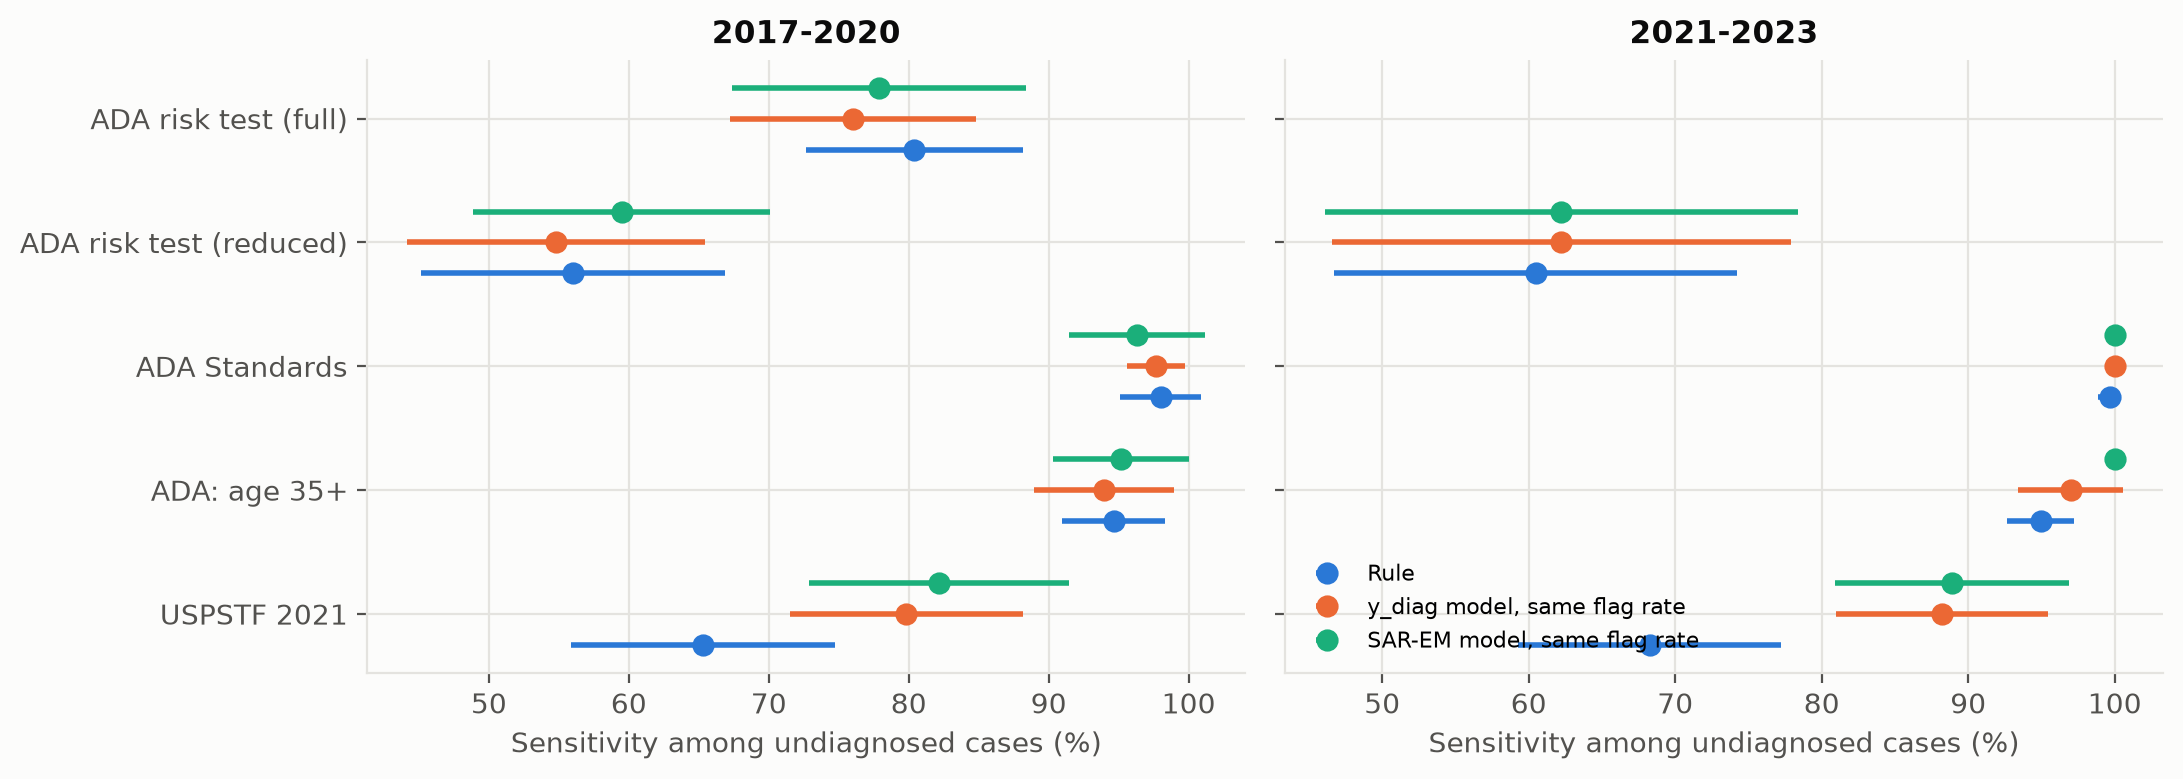 2017-2020
2021-2023
ADA risk test (full)
ADA risk test (reduced)
ADA Standards
ADA: age 35+
USPSTF 2021
Rule
y_diag model, same flag rate
SAR-EM model, same flag rate
50 60 70 80 90 100
50 60 70 80 90 100
Sensitivity among undiagnosed cases (%)
Sensitivity among undiagnosed cases (%)